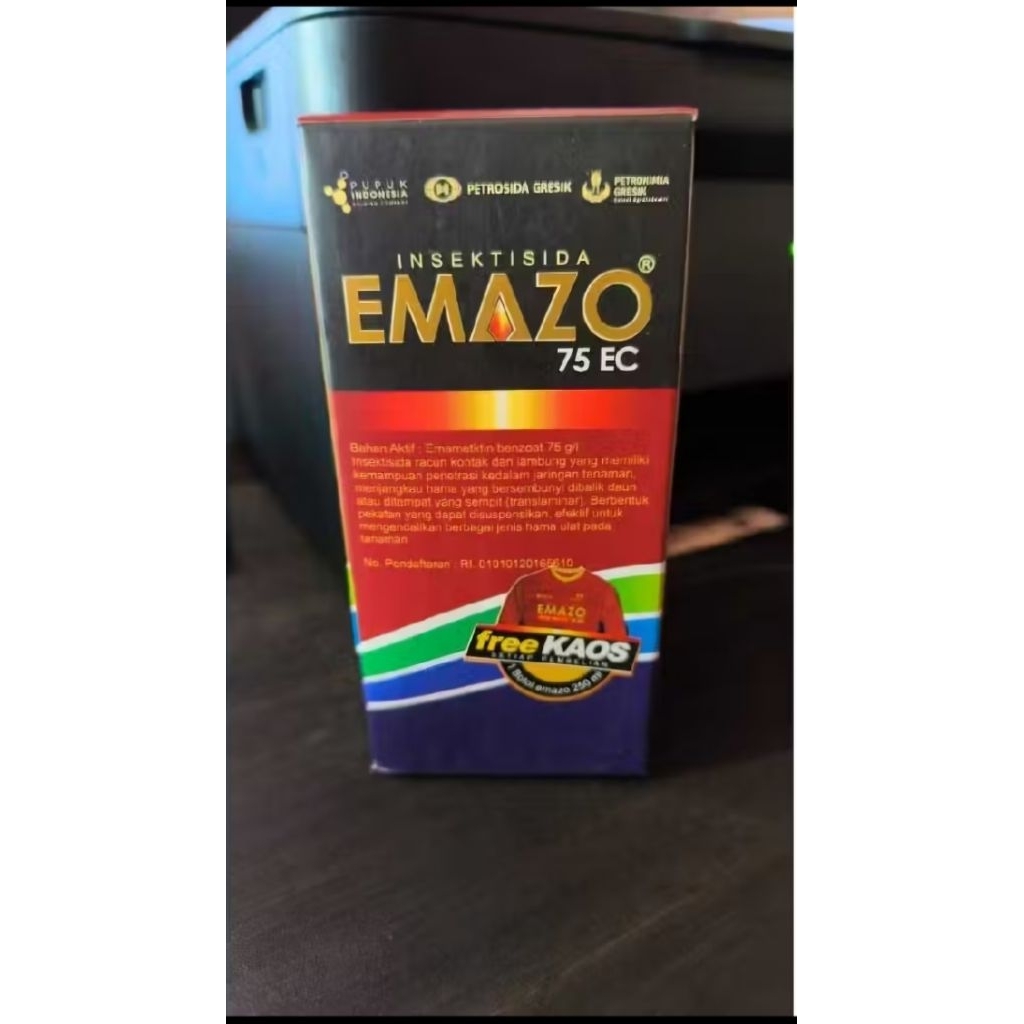 PUPUK
INDONESIA
HOLDING COMPANY
PETROSIDA GRESIK
PETROKIMIA
GRESIK
INSEKTISIDA
EMAZO®
75 EC
Bahan Aktif : Emamektin benzoat 75 g/l
Insektisida racun kontak dan lambung yang memiliki
kemampuan penetrasi kedalam jaringan tanaman,
menjangkau hama yang bersembunyi dibalik daun
atau ditempat yang sempit (translaminar). Berbentuk
pekatan yang dapat disuspensikan, efektif untuk
mengendalikan berbagai jenis hama ulat pada
tanaman
No. Pendaftaran : RI.
EMAZO
free KAOS
SETIAP PEMBELIAN
1 Botol emazo 250 ml